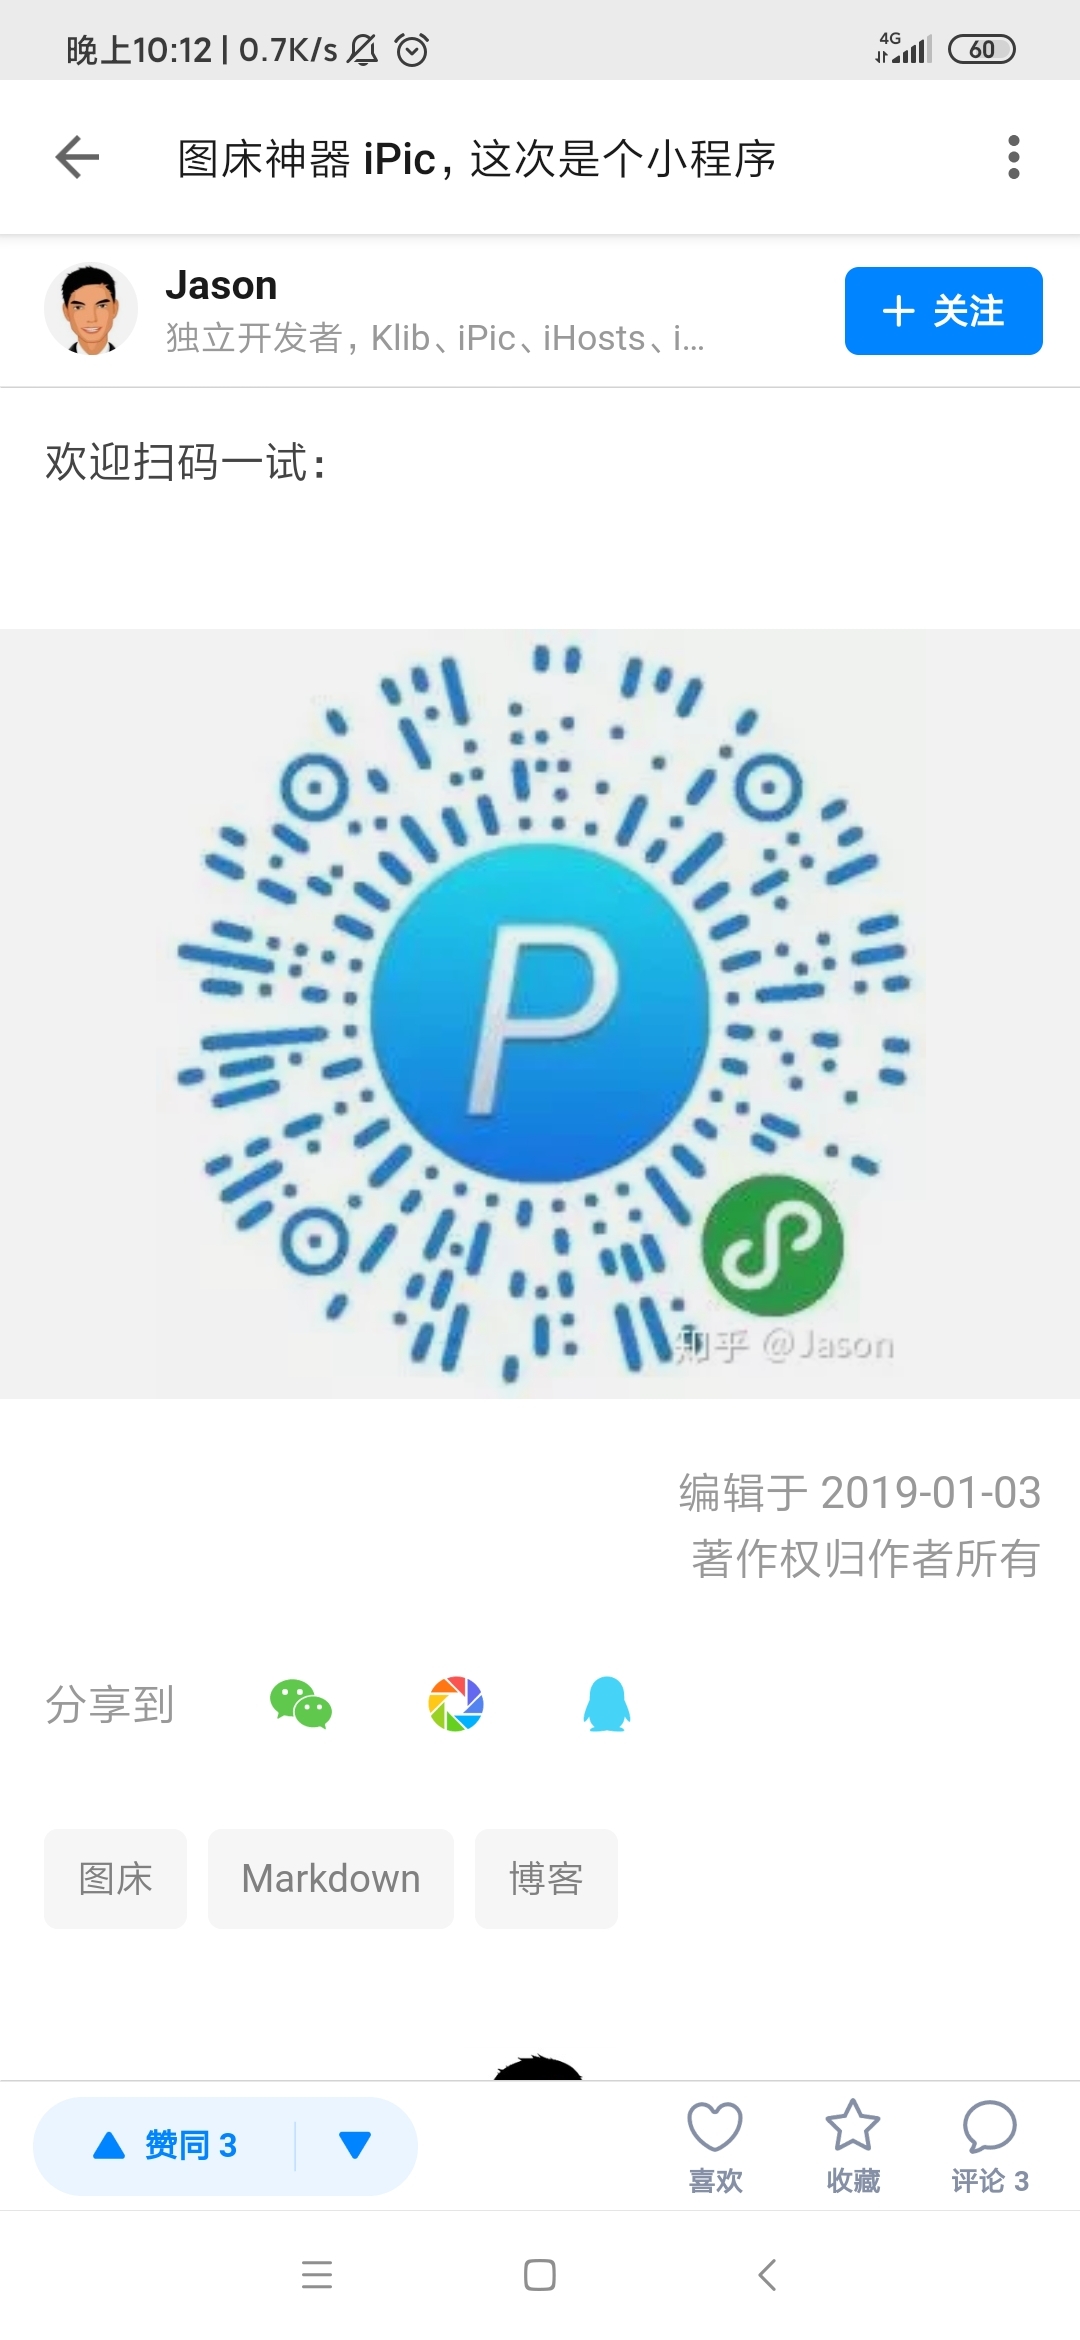 晚上10:12 | 0.7K/s
4G
60
图床神器 iPic，这次是个小程序
Jason
独立开发者，Klib、iPic、iHosts、i...
+ 关注
欢迎扫码一试：
P
知乎 @Jason
编辑于 2019-01-03
著作权归作者所有
分享到
图床
Markdown
博客
赞同 3
喜欢
收藏
评论 3